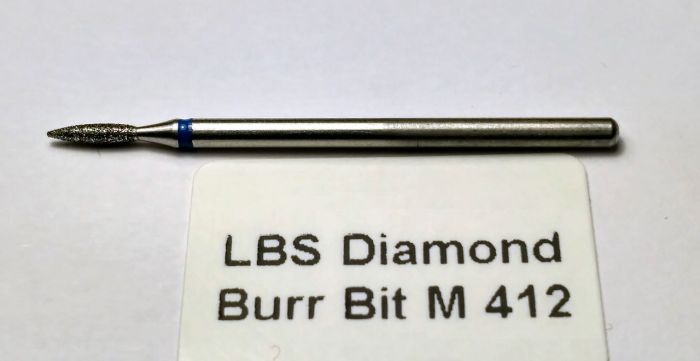 LBS Diamond
Burr Bit M 412